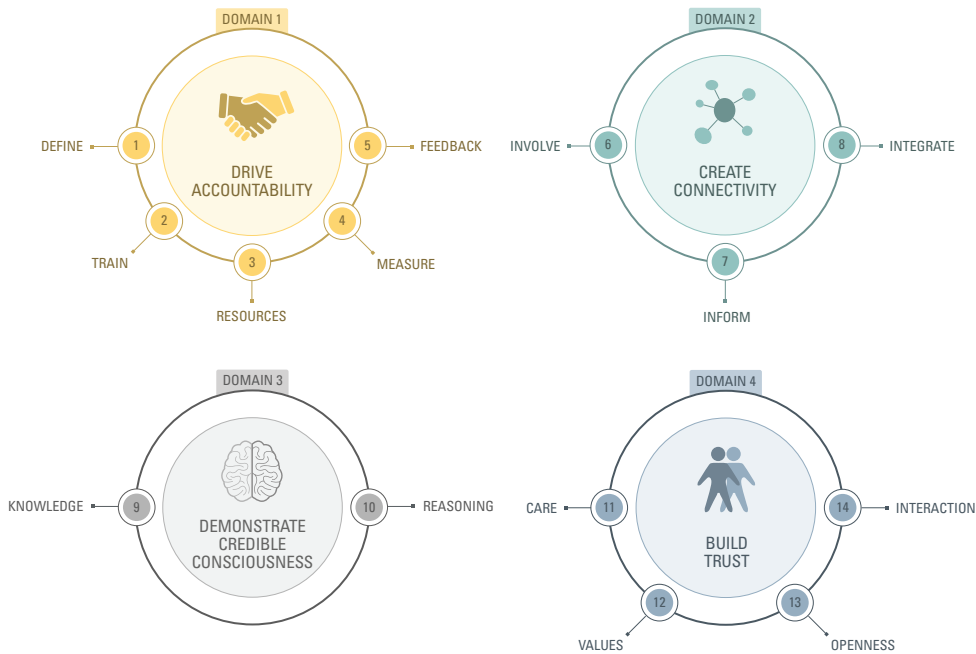 DOMAIN 1
DRIVE
ACCOUNTABILITY
DEFINE
1
TRAIN
2
RESOURCES
3
MEASURE
4
FEEDBACK
5
DOMAIN 2
CREATE
CONNECTIVITY
INVOLVE
6
INFORM
7
INTEGRATE
8
DOMAIN 3
DEMONSTRATE
CREDIBLE
CONSCIOUSNESS
KNOWLEDGE
9
REASONING
10
DOMAIN 4
BUILD
TRUST
CARE
11
VALUES
12
OPENNESS
13
INTERACTION
14